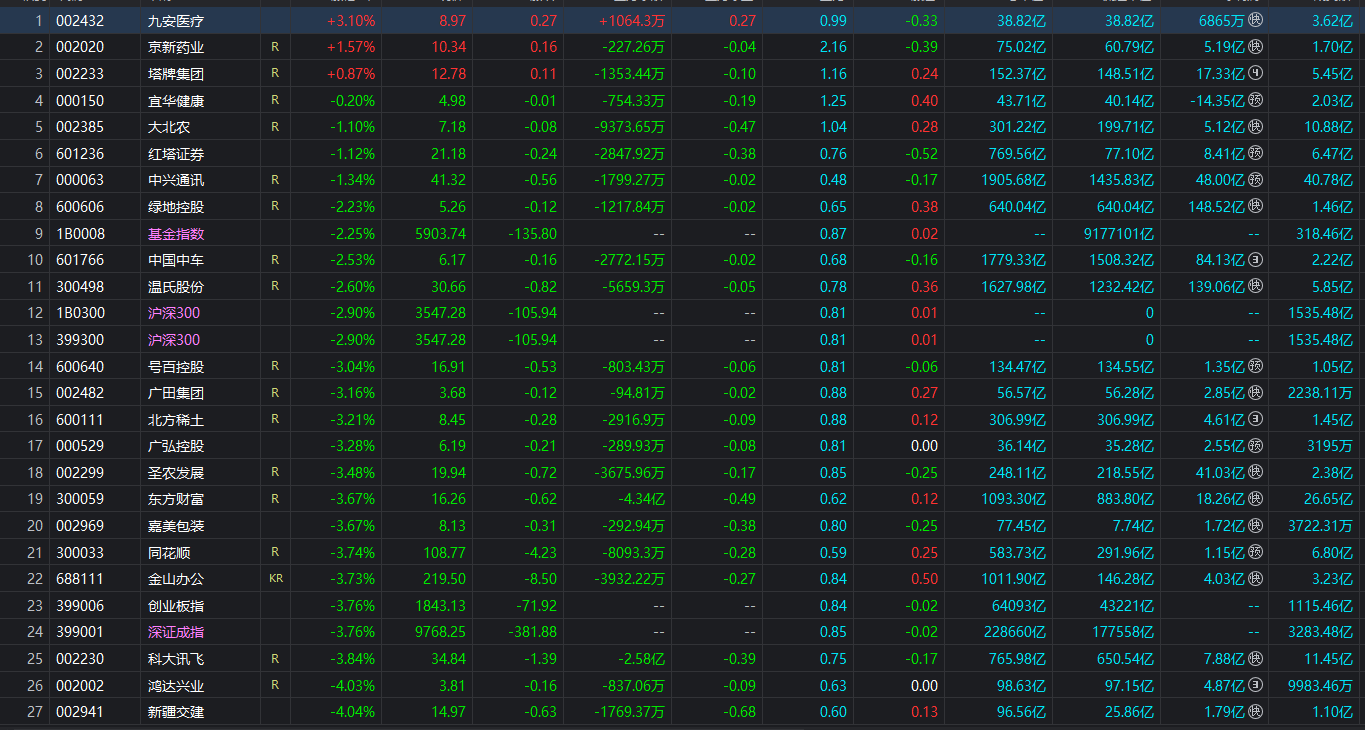 1 002432 九安医疗 +3.10% 8.97 0.27 +1064.3万 0.27 0.99 -0.33 38.82亿 38.82亿 6865万 快 3.62亿
2 002020 京新药业 R +1.57% 10.34 0.16 -227.26万 -0.04 2.16 -0.39 75.02亿 60.79亿 5.19亿 快 1.70亿
3 002233 塔牌集团 R +0.87% 12.78 0.11 -1353.44万 -0.10 1.16 0.24 152.37亿 148.51亿 17.33亿 4 5.45亿
4 000150 宜华健康 R -0.20% 4.98 -0.01 -754.33万 -0.19 1.25 0.40 43.71亿 40.14亿 -14.35亿 预 2.03亿
5 002385 大北农 R -1.10% 7.18 -0.08 -9373.65万 -0.47 1.04 0.28 301.22亿 199.71亿 5.12亿 快 10.88亿
6 601236 红塔证券 -1.12% 21.18 -0.24 -2847.92万 -0.38 0.76 -0.52 769.56亿 77.10亿 8.41亿 预 6.47亿
7 000063 中兴通讯 R -1.34% 41.32 -0.56 -1799.27万 -0.02 0.48 -0.17 1905.68亿 1435.83亿 48.00亿 预 40.78亿
8 600606 绿地控股 R -2.23% 5.26 -0.12 -1217.84万 -0.02 0.65 0.38 640.04亿 640.04亿 148.52亿 快 1.46亿
9 1B0008 基金指数 -2.25% 5903.74 -135.80 -- -- 0.87 0.02 -- 9177101亿 -- 318.46亿
10 601766 中国中车 R -2.53% 6.17 -0.16 -2772.15万 -0.02 0.68 -0.16 1779.33亿 1508.32亿 84.13亿 3 2.22亿
11 300498 温氏股份 R -2.60% 30.66 -0.82 -5659.3万 -0.05 0.78 0.36 1627.98亿 1232.42亿 139.06亿 快 5.85亿
12 1B0300 沪深300 -2.90% 3547.28 -105.94 -- -- 0.81 0.01 -- 0 -- 1535.48亿
13 399300 沪深300 -2.90% 3547.28 -105.94 -- -- 0.81 0.01 -- 0 -- 1535.48亿
14 600640 号百控股 R -3.04% 16.91 -0.53 -803.43万 -0.06 0.81 -0.06 134.47亿 134.55亿 1.35亿 预 1.05亿
15 002482 广田集团 R -3.16% 3.68 -0.12 -94.81万 -0.02 0.88 0.27 56.57亿 56.28亿 2.85亿 快 2238.11万
16 600111 北方稀土 R -3.21% 8.45 -0.28 -2916.9万 -0.09 0.88 0.12 306.99亿 306.99亿 4.61亿 3 1.45亿
17 000529 广弘控股 -3.28% 6.19 -0.21 -289.93万 -0.08 0.81 0.00 36.14亿 35.28亿 2.55亿 预 3195万
18 002299 圣农发展 R -3.48% 19.94 -0.72 -3675.96万 -0.17 0.85 -0.25 248.11亿 218.55亿 41.03亿 快 2.38亿
19 300059 东方财富 R -3.67% 16.26 -0.62 -4.34亿 -0.49 0.62 0.12 1093.30亿 883.80亿 18.26亿 快 26.65亿
20 002969 嘉美包装 -3.67% 8.13 -0.31 -292.94万 -0.38 0.80 -0.25 77.45亿 7.74亿 1.72亿 快 3722.31万
21 300033 同花顺 R -3.74% 108.77 -4.23 -8093.3万 -0.28 0.59 0.25 583.73亿 291.96亿 1.15亿 预 6.80亿
22 688111 金山办公 KR -3.73% 219.50 -8.50 -3932.22万 -0.27 0.84 0.50 1011.90亿 146.28亿 4.03亿 快 3.23亿
23 399006 创业板指 -3.76% 1843.13 -71.92 -- -- 0.84 -0.02 64093亿 43221亿 -- 1115.46亿
24 399001 深证成指 -3.76% 9768.25 -381.88 -- -- 0.85 -0.02 228660亿 177558亿 -- 3283.48亿
25 002230 科大讯飞 R -3.84% 34.84 -1.39 -2.58亿 -0.39 0.75 -0.17 765.98亿 650.54亿 7.88亿 快 11.45亿
26 002002 鸿达兴业 R -4.03% 3.81 -0.16 -837.06万 -0.09 0.63 0.00 98.63亿 97.15亿 4.87亿 3 9983.46万
27 002941 新疆交建 -4.04% 14.97 -0.63 -1769.37万 -0.68 0.60 0.13 96.56亿 25.86亿 1.79亿 快 1.10亿